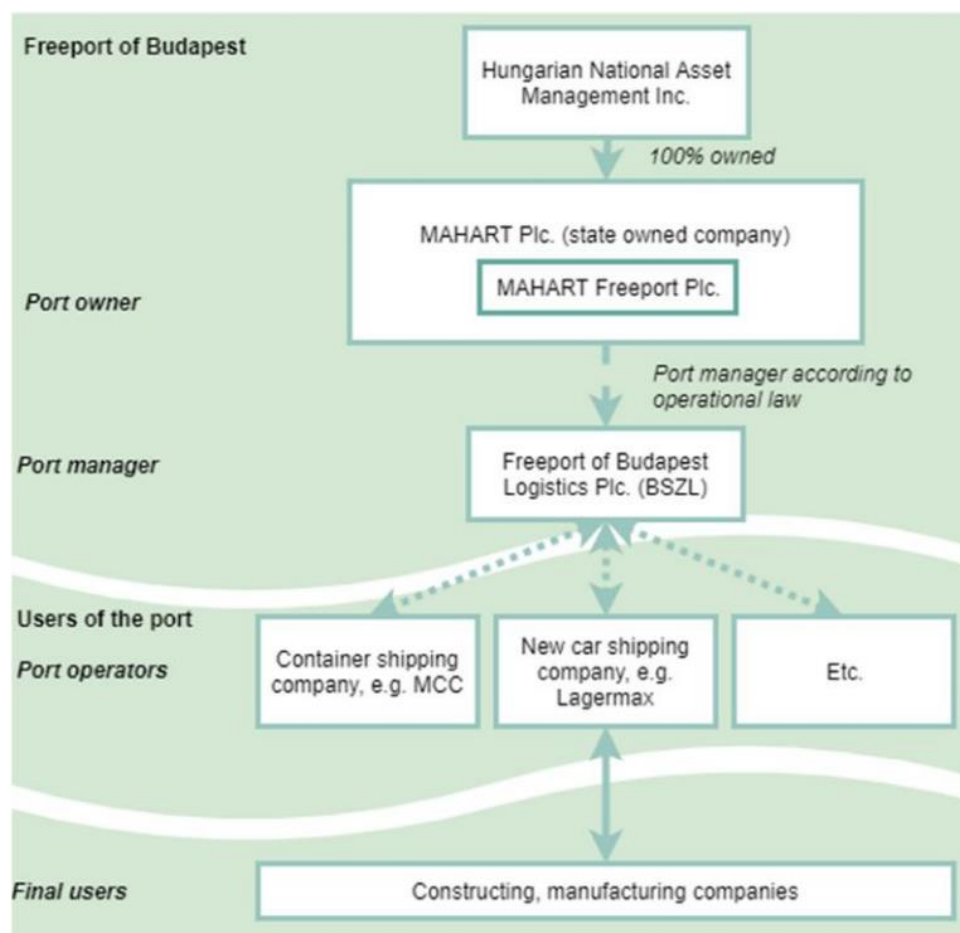 Freeport of Budapest
Hungarian National Asset
Management Inc.
100% owned
MAHART Plc. (state owned company)
MAHART Freeport Plc.
Port owner
Port manager according to
operational law
Port manager
Freeport of Budapest
Logistics Plc. (BSZL)
Users of the port
Port operators
Container shipping
company, e.g. MCC
New car shipping
company, e.g.
Lagermax
Etc.
Final users
Constructing, manufacturing companies